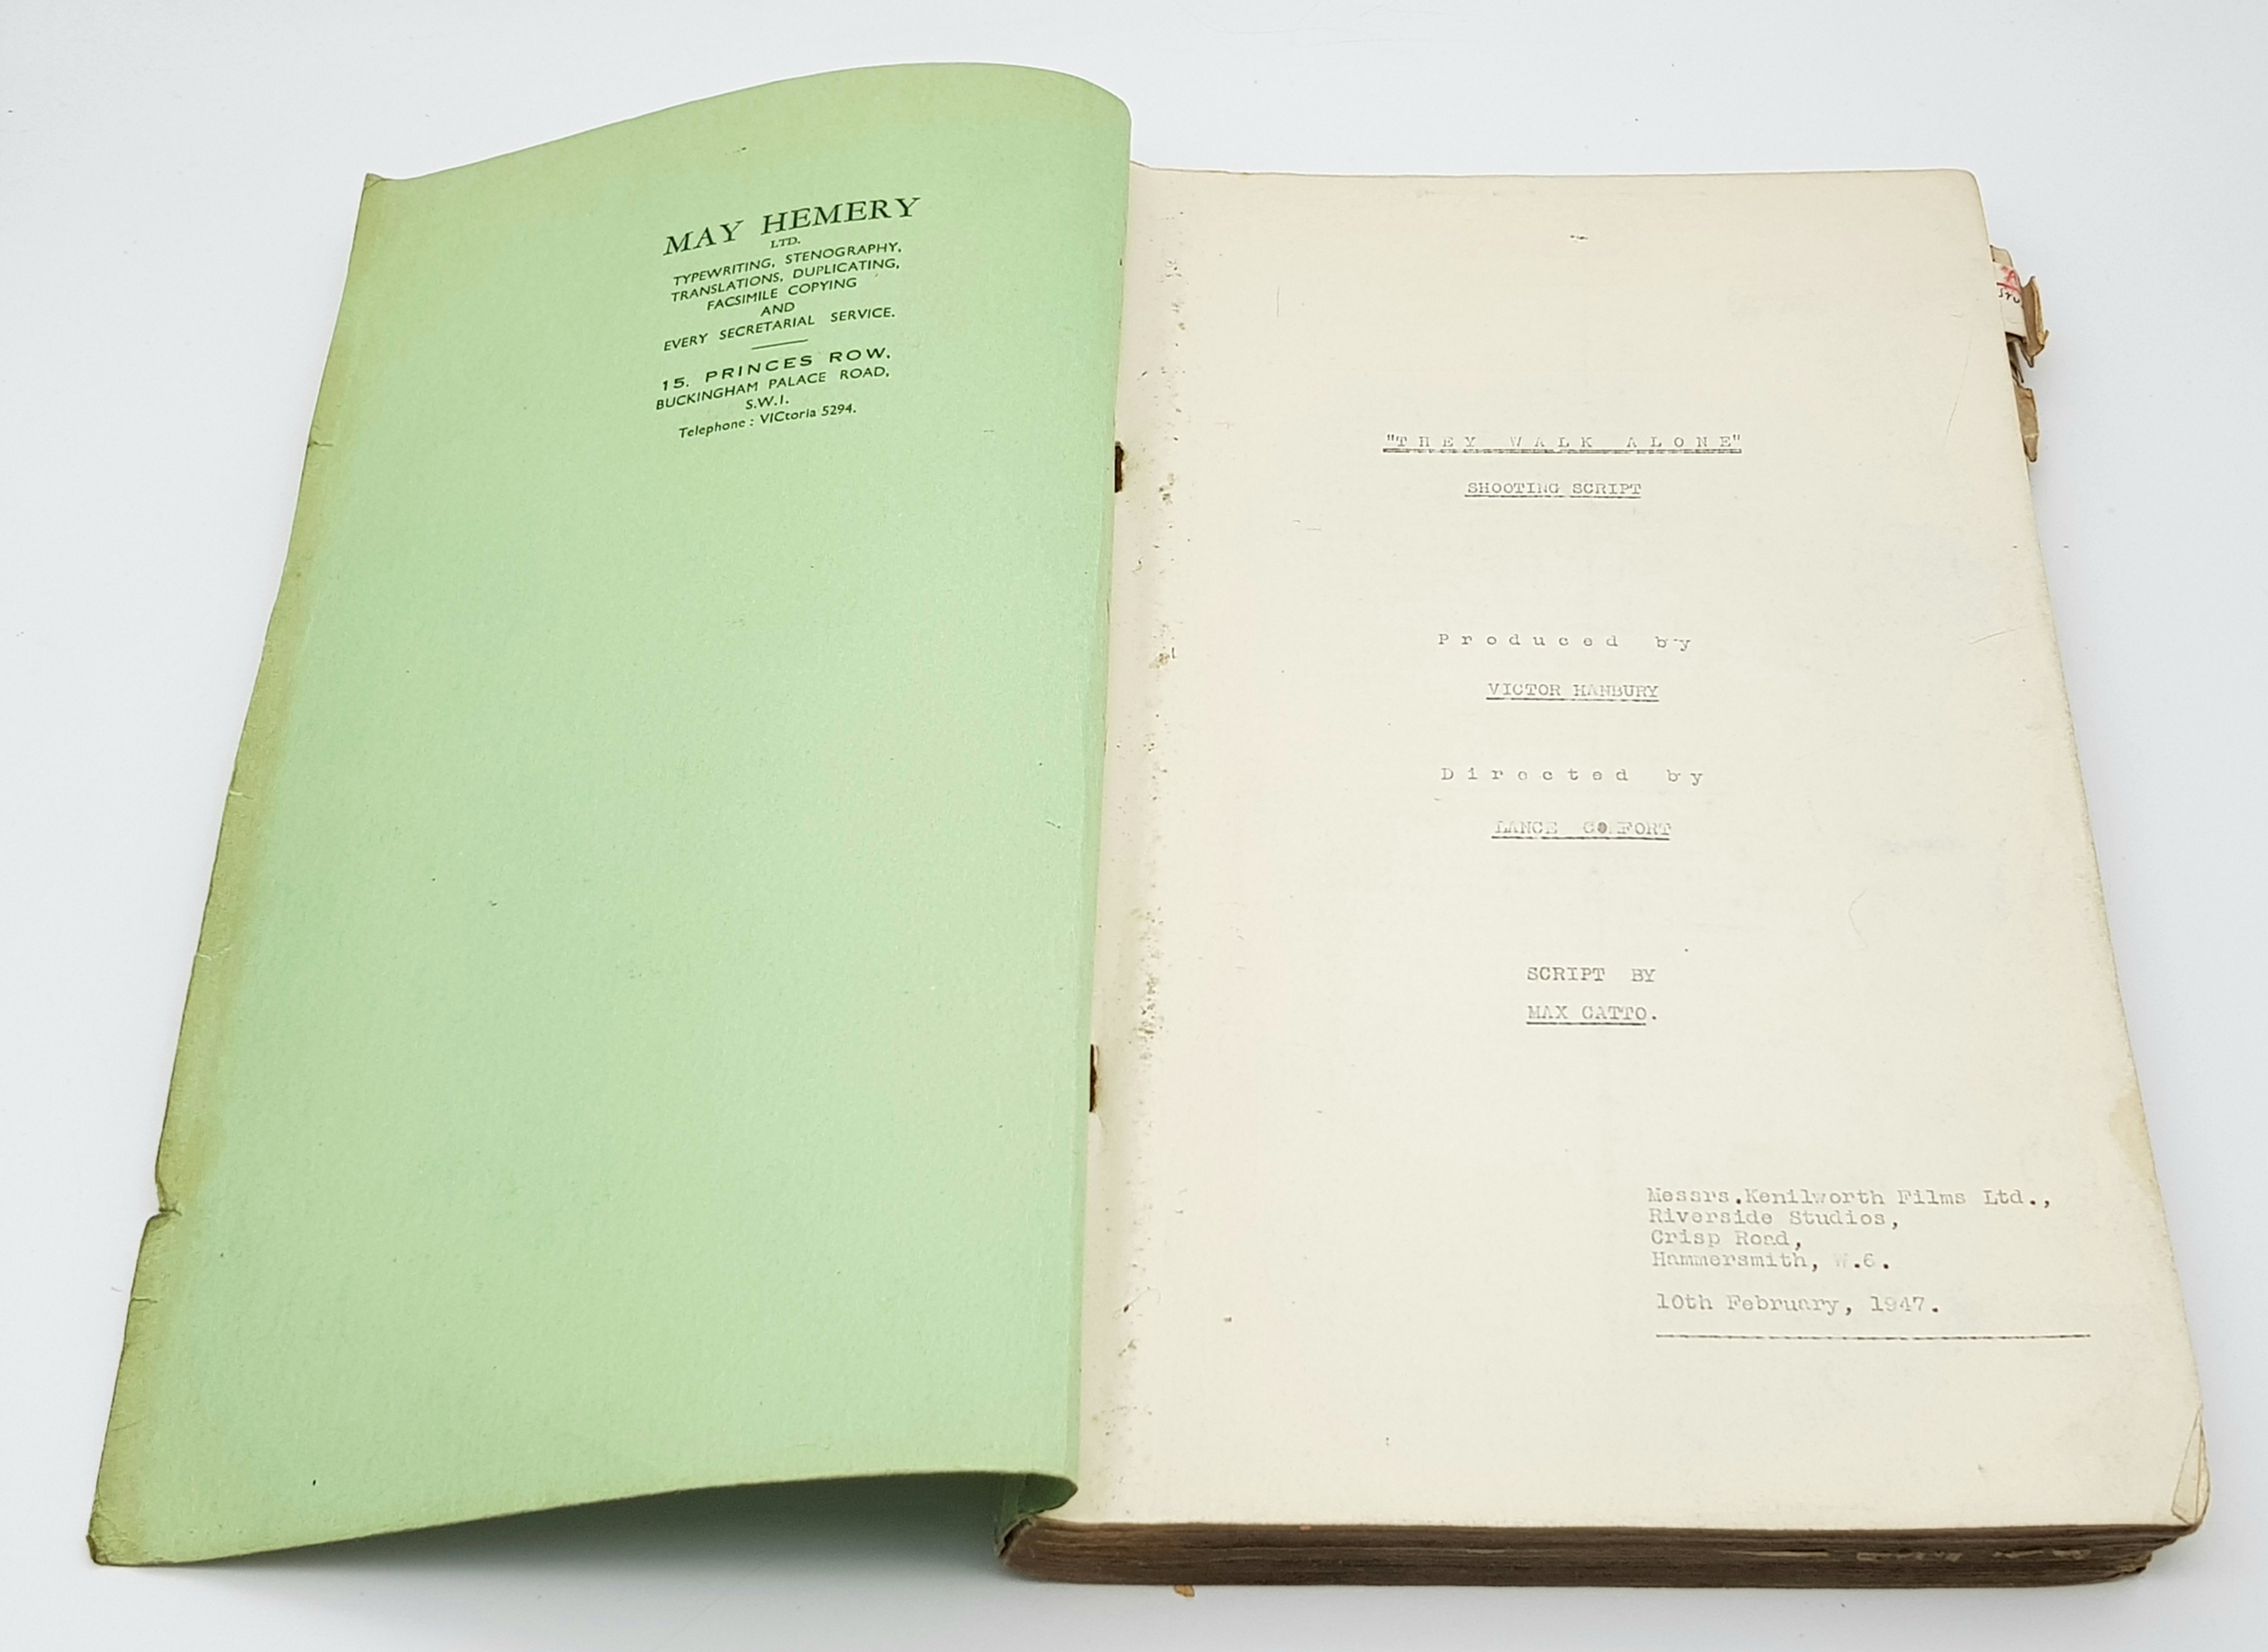 MAY HEMERY
LTD.
TYPEWRITING, STENOGRAPHY,
TRANSLATIONS, DUPLICATING,
FACSIMILE COPYING
AND
EVERY SECRETARIAL SERVICE.
15, PRINCES ROW,
BUCKINGHAM PALACE ROAD,
S.W.1.
Telephone : VICtoria 5294.
"THEY WALK ALONE"
SHOOTING SCRIPT
Produced by
VICTOR HANBURY
Directed by
LANCE COMFORT
SCRIPT BY
MAX CATTO.
Messrs.Kenilworth Films Ltd.,
Riverside Studios,
Crisp Road,
Hammersmith, W.6.
10th February, 1947.